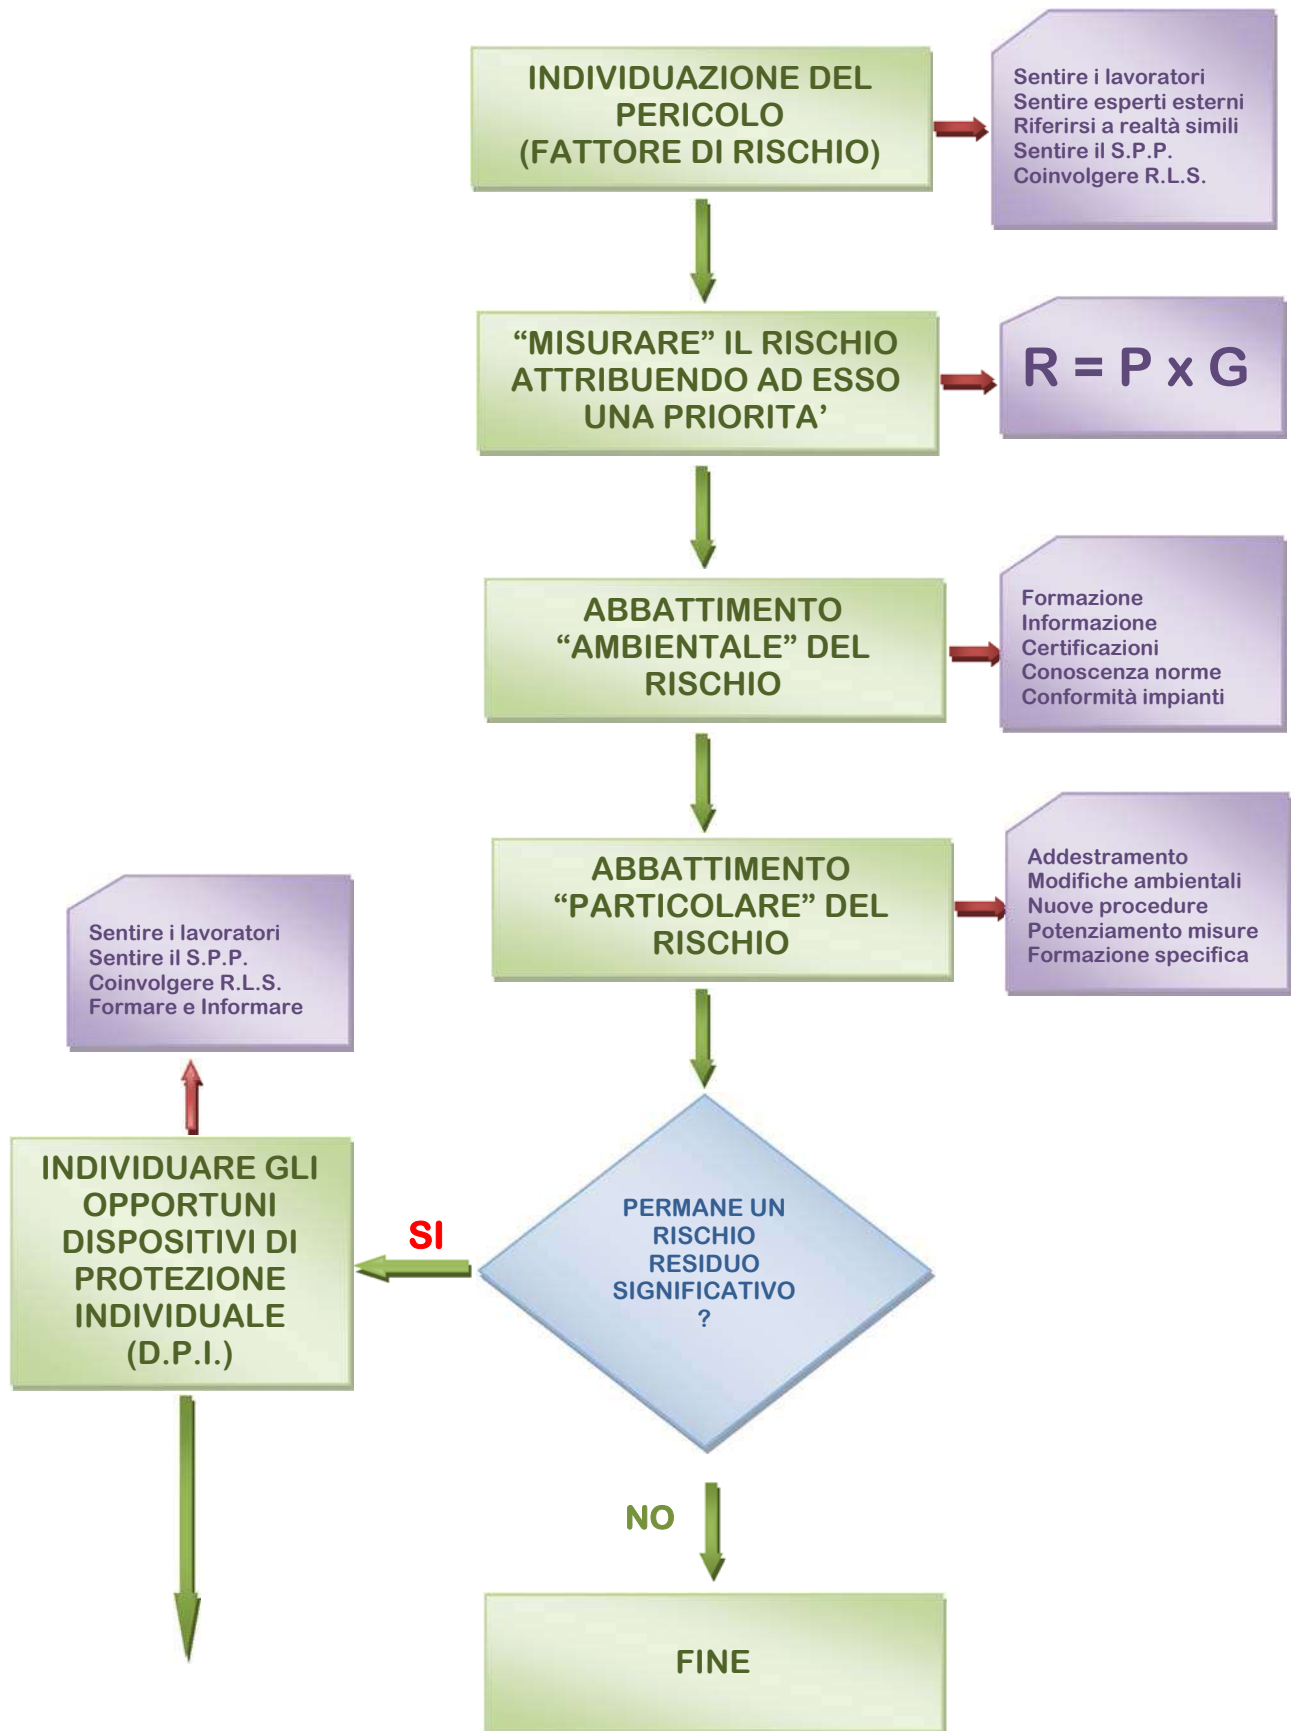 INDIVIDUAZIONE DEL
PERICOLO
(FATTORE DI RISCHIO)
Sentire i lavoratori
Sentire esperti esterni
Riferirsi a realtà simili
Sentire il S.P.P.
Coinvolgere R.L.S.
“MISURARE” IL RISCHIO
ATTRIBUENDO AD ESSO
UNA PRIORITA’
R = P x G
ABBATTIMENTO
“AMBIENTALE” DEL
RISCHIO
Formazione
Informazione
Certificazioni
Conoscenza norme
Conformità impianti
ABBATTIMENTO
“PARTICOLARE” DEL
RISCHIO
Addestramento
Modifiche ambientali
Nuove procedure
Potenziamento misure
Formazione specifica
Sentire i lavoratori
Sentire il S.P.P.
Coinvolgere R.L.S.
Formare e Informare
INDIVIDUARE GLI
OPPORTUNI
DISPOSITIVI DI
PROTEZIONE
INDIVIDUALE
(D.P.I.)
SI
PERMANE UN
RISCHIO
RESIDUO
SIGNIFICATIVO
?
NO
FINE